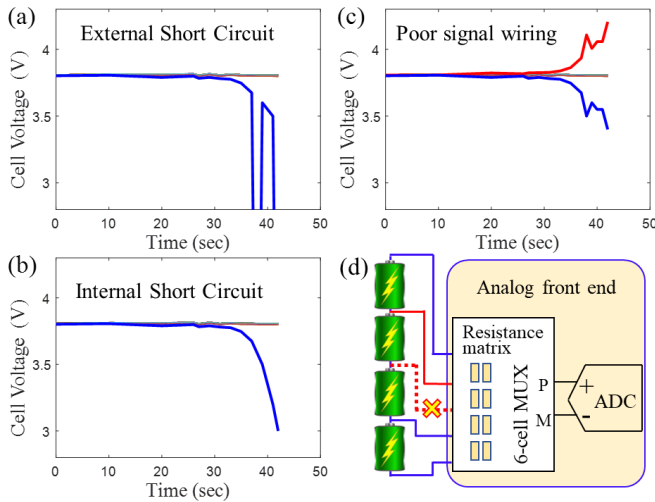 (a)
External Short Circuit
Cell Voltage (V)
4
3.5
3
0
10
20
30
40
50
Time (sec)
(c)
Poor signal wiring
Cell Voltage (V)
4
3.5
3
0
10
20
30
40
50
Time (sec)
(b)
Internal Short Circuit
Cell Voltage (V)
4
3.5
3
0
10
20
30
40
50
Time (sec)
(d)
Analog front end
Resistance
matrix
6-cell MUX
P
M
+
-
ADC